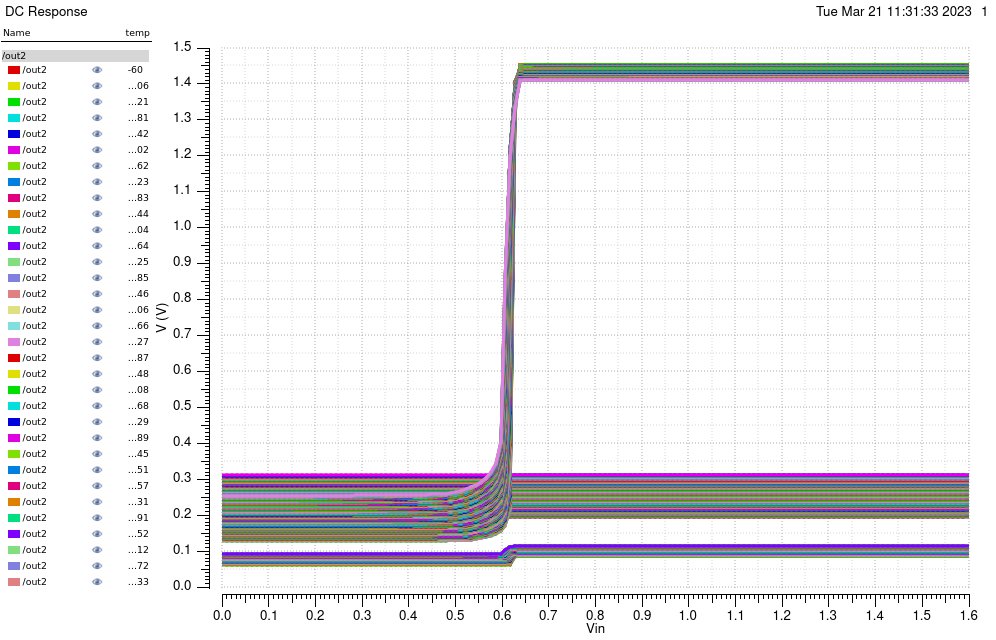 DC Response
Tue Mar 21 11:31:33 2023 1
Name temp
/out2
/out2 -60
/out2 ...06
/out2 ...21
/out2 ...81
/out2 ...42
/out2 ...02
/out2 ...62
/out2 ...23
/out2 ...83
/out2 ...44
/out2 ...04
/out2 ...64
/out2 ...25
/out2 ...85
/out2 ...46
/out2 ...06
/out2 ...66
/out2 ...27
/out2 ...87
/out2 ...48
/out2 ...08
/out2 ...68
/out2 ...29
/out2 ...89
/out2 ...45
/out2 ...51
/out2 ...57
/out2 ...31
/out2 ...91
/out2 ...52
/out2 ...12
/out2 ...72
/out2 ...33
1.5
1.4
1.3
1.2
1.1
1.0
0.9
0.8
0.7
0.6
0.5
0.4
0.3
0.2
0.1
0.0
V (V)
0.0 0.1 0.2 0.3 0.4 0.5 0.6 0.7 0.8 0.9 1.0 1.1 1.2 1.3 1.4 1.5 1.6
Vin